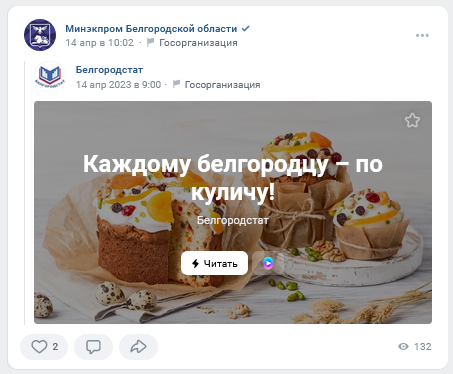 Минэкпром Белгородской области
14 апр в 10:02 · Госорганизация
Белгородстат
14 апр 2023 в 9:00 · Госорганизация
Каждому белгородцу – по
куличу!
Белгородстат
Читать
2
132